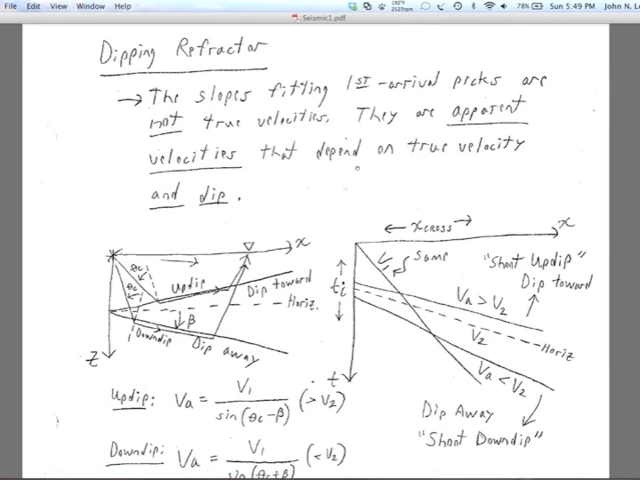 File Edit View Window Help
78% Sun 5:49 PM John N. L
Seismic1.pdf
Dipping Refractor
→ The slopes fitting 1st-arrival picks are
not true velocities. They are apparent
velocities that depend on true velocity
and dip.
x
θc
θc
updip
Dip toward
Horiz.
β
Downdip
Dip away
z
← xcross →
x
same
"Shoot Updip"
Dip toward
ti
Va > V2
V2
Horiz
Va < V2
t
Dip Away
"Shoot Downdip"
Updip: Va = V1 / sin(θc-β) (> V2)
Downdip: Va = V1 / sin(θc+β) (< V2)